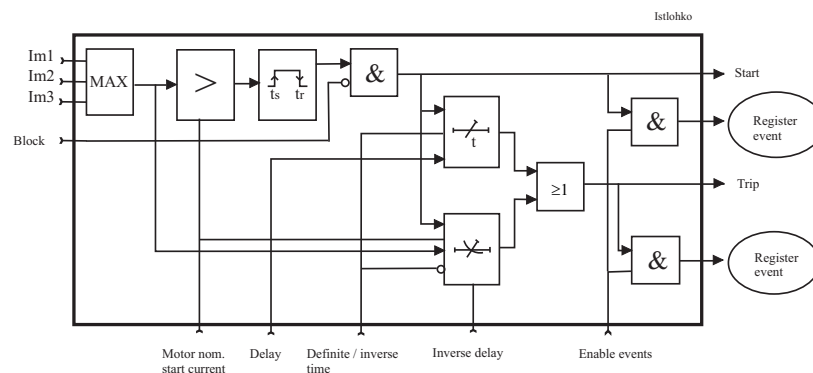 Istlohko
Im1
Im2
Im3
MAX
>
ts tr
&
Start
Block
t
&
Register
event
≥1
Trip
&
Register
event
Motor nom.
start current
Delay
Definite / inverse
time
Inverse delay
Enable events